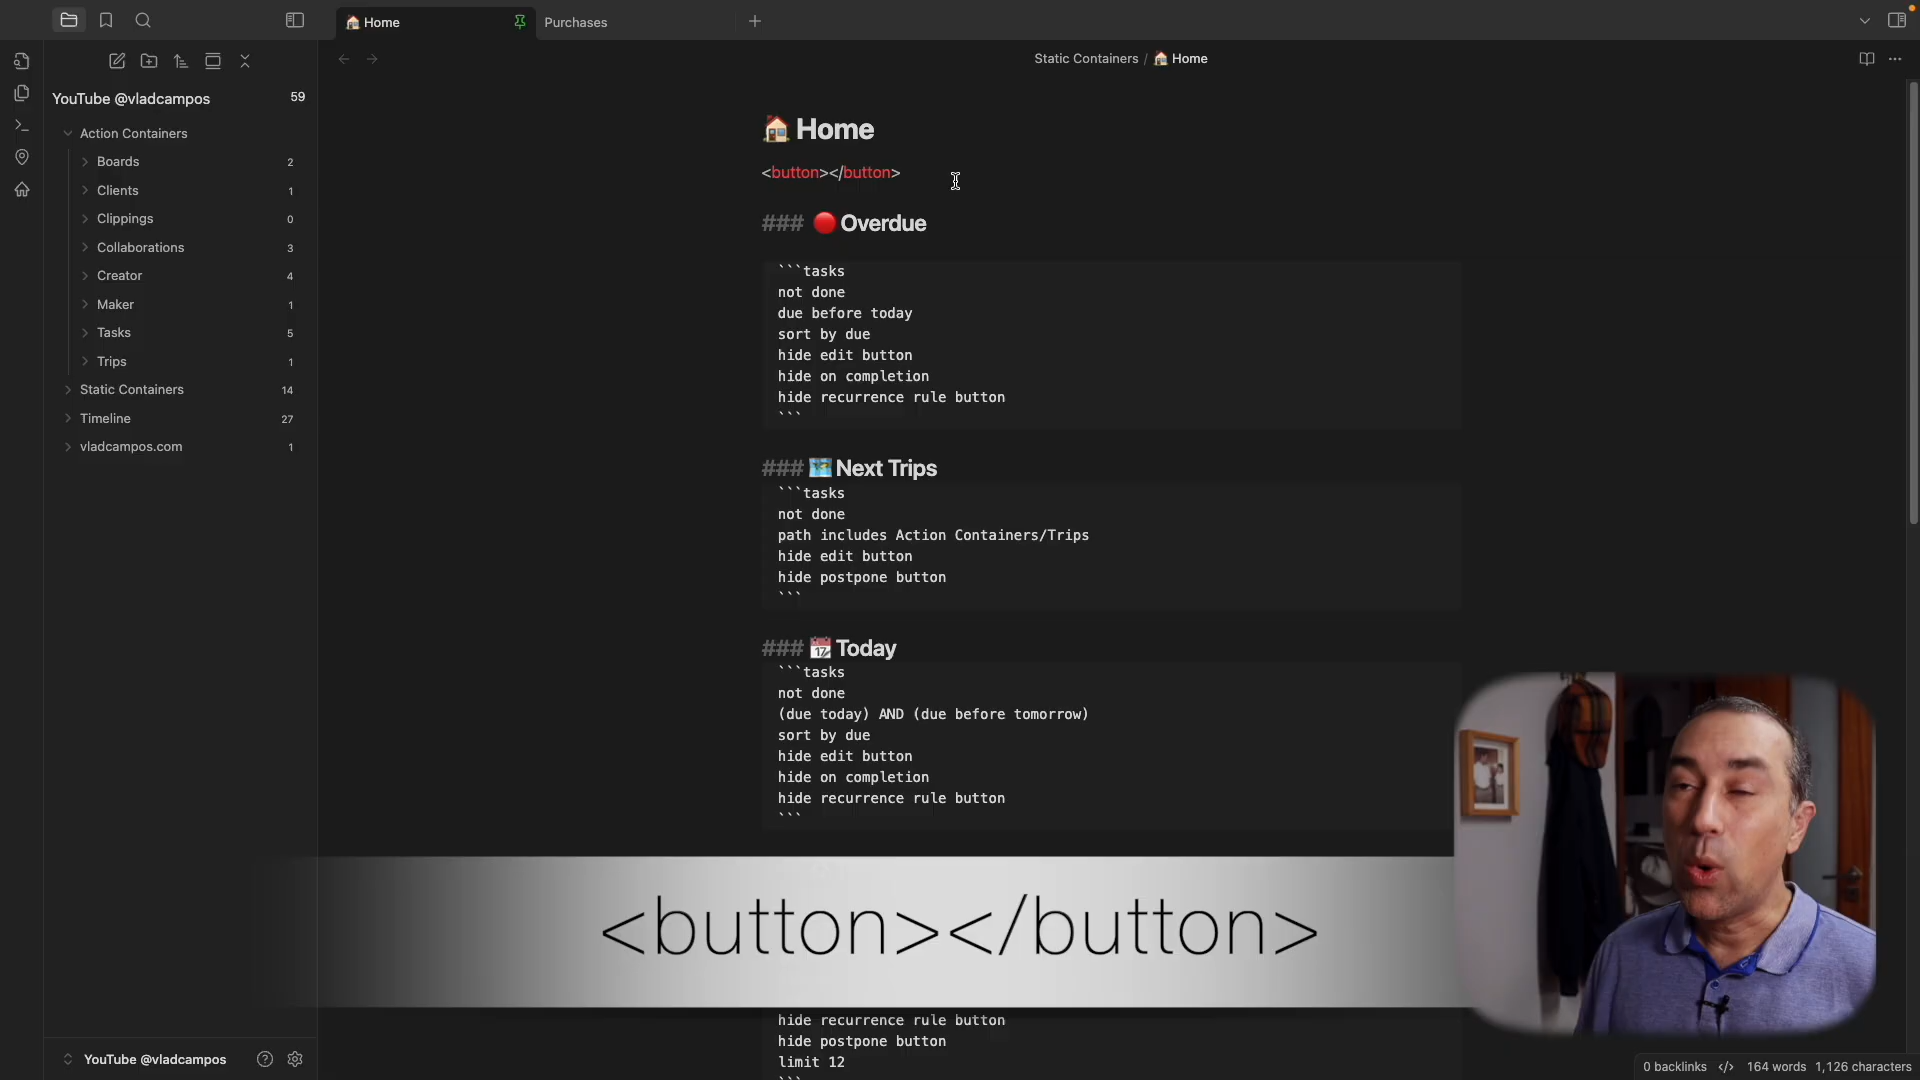 🏠 Home
Purchases
Static Containers / 🏠 Home
YouTube @vladcampos 59
Action Containers
Boards 2
Clients 1
Clippings 0
Collaborations 3
Creator 4
Maker 1
Tasks 5
Trips 1
Static Containers 14
Timeline 27
vladcampos.com 1
YouTube @vladcampos
🏠 Home
<button></button>
### 🔴 Overdue
```tasks
not done
due before today
sort by due
hide edit button
hide on completion
hide recurrence rule button
```
### 🗺️ Next Trips
```tasks
not done
path includes Action Containers/Trips
hide edit button
hide postpone button
```
### 📆 Today
```tasks
not done
(due today) AND (due before tomorrow)
sort by due
hide edit button
hide on completion
hide recurrence rule button
```
<button></button>
hide recurrence rule button
hide postpone button
limit 12
```
0 backlinks </> 164 words 1,126 characters